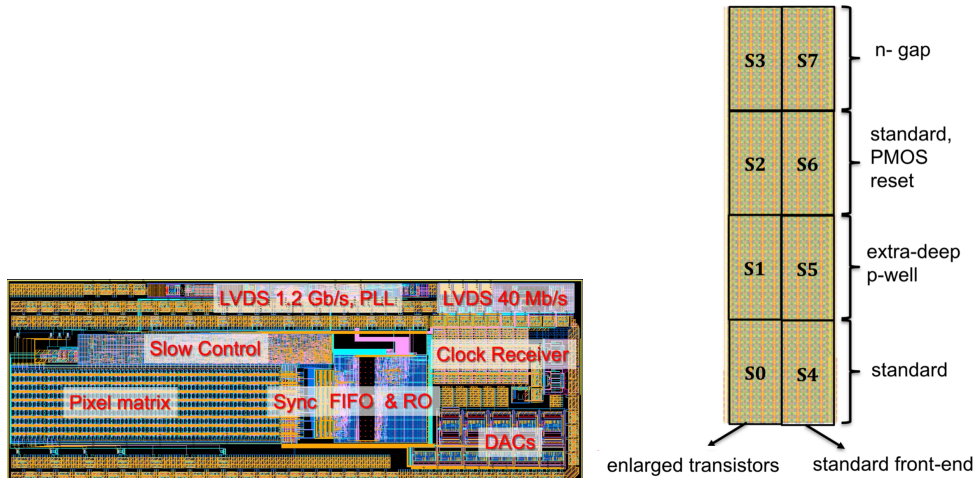 LVDS 1.2 Gb/s, PLL
LVDS 40 Mb/s
Slow Control
Clock Receiver
Pixel matrix
Sync
FIFO & RO
DACs
S3 S7
n- gap
S2 S6
standard,
PMOS
reset
S1 S5
extra-deep
p-well
S0 S4
standard
enlarged transistors
standard front-end